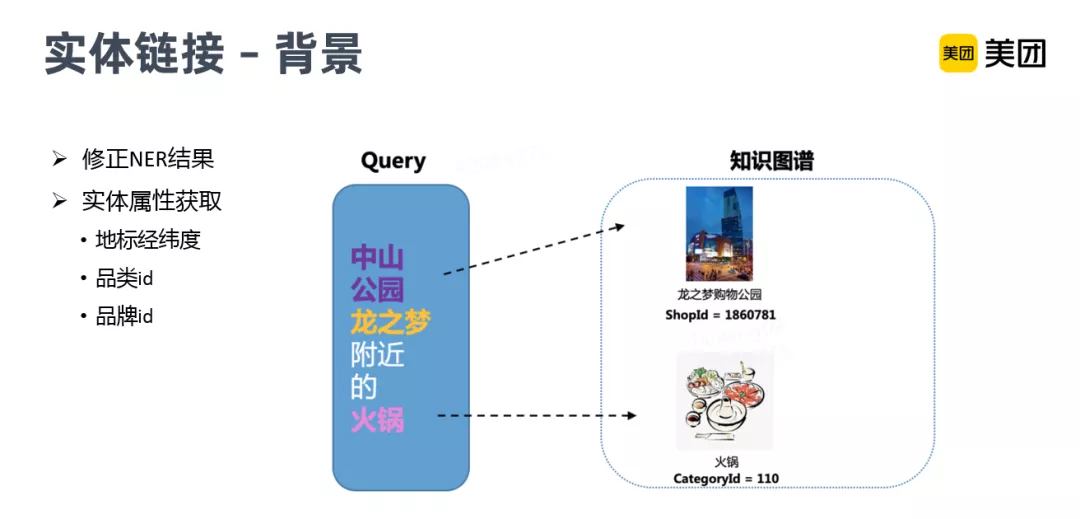 实体链接 – 背景
美团 美团
➢ 修正NER结果
➢ 实体属性获取
• 地标经纬度
• 品类id
• 品牌id
Query
中山
公园
龙之梦
附近
的
火锅
知识图谱
龙之梦购物公园
ShopId = 1860781
火锅
CategoryId = 110